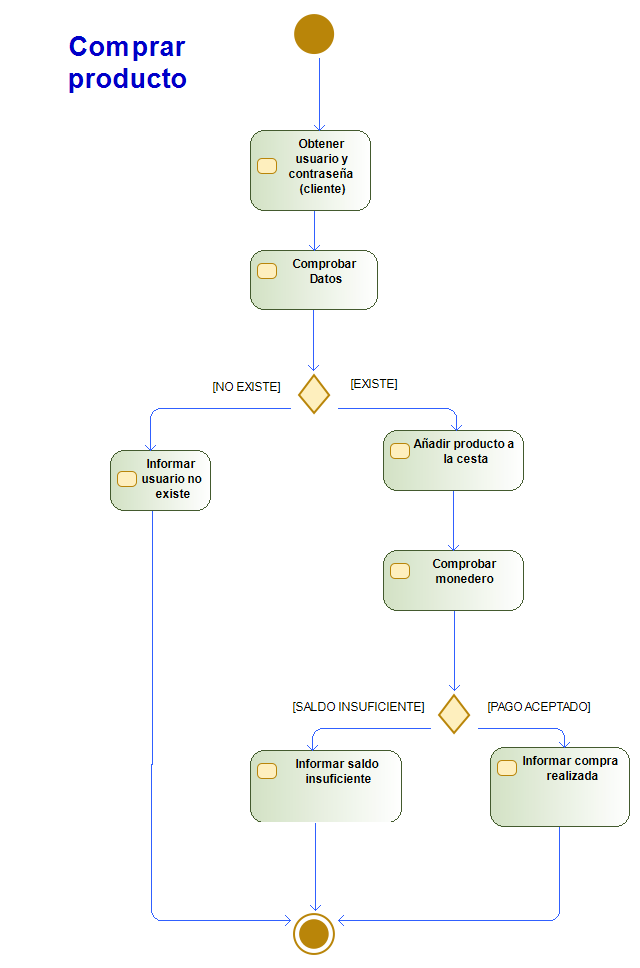 Comprar
producto
Obtener
usuario y
contraseña
(cliente)
Comprobar
Datos
[NO EXISTE]
[EXISTE]
Informar
usuario no
existe
Añadir producto a
la cesta
Comprobar
monedero
[SALDO INSUFICIENTE]
[PAGO ACEPTADO]
Informar saldo
insuficiente
Informar compra
realizada